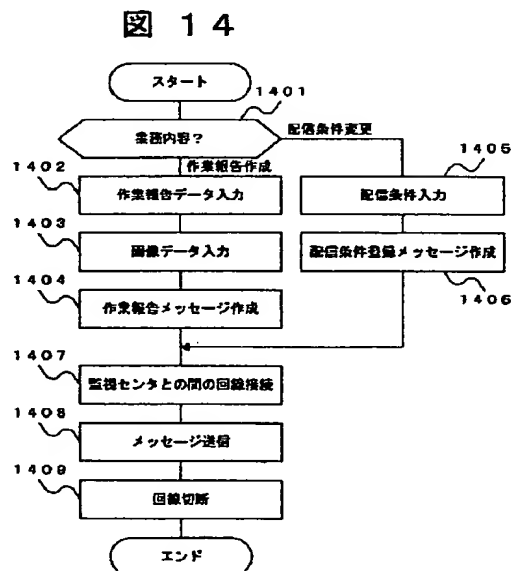 図 14
スタート
1401
業務内容?
配信条件変更
作業報告作成
1402
作業報告データ入力
1403
画像データ入力
1404
作業報告メッセージ作成
1405
配信条件入力
配信条件登録メッセージ作成
1406
1407
監視センタとの間の回線接続
1408
メッセージ送信
1409
回線切断
エンド